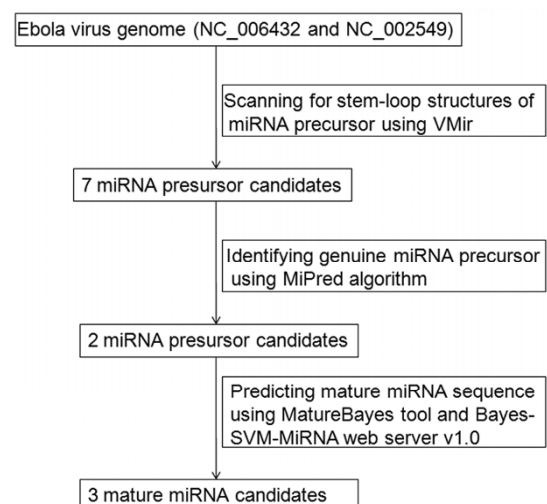 Ebola virus genome (NC_006432 and NC_002549)
Scanning for stem-loop structures of
miRNA precursor using VMir
7 miRNA presursor candidates
Identifying genuine miRNA precursor
using MiPred algorithm
2 miRNA presursor candidates
Predicting mature miRNA sequence
using MatureBayes tool and Bayes-
SVM-MiRNA web server v1.0
3 mature miRNA candidates